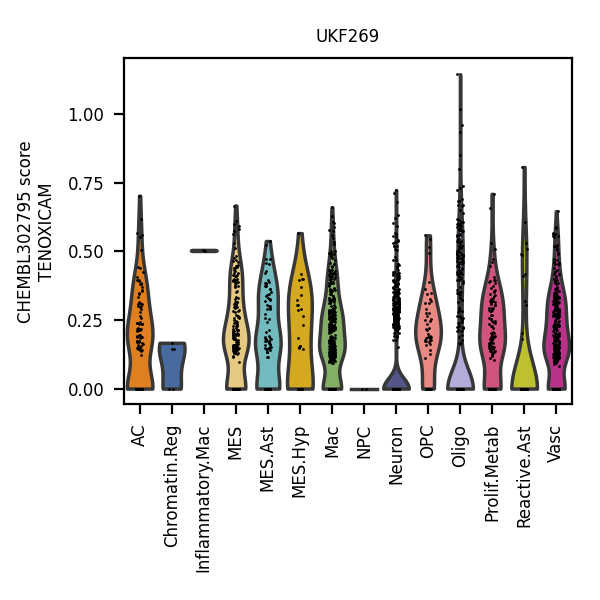 UKF269
CHEMBL302795 score
TENOXICAM
1.00
0.75
0.50
0.25
0.00
AC
Chromatin.Reg
Inflammatory.Mac
MES
MES.Ast
MES.Hyp
Mac
NPC
Neuron
OPC
Oligo
Prolif.Metab
Reactive.Ast
Vasc